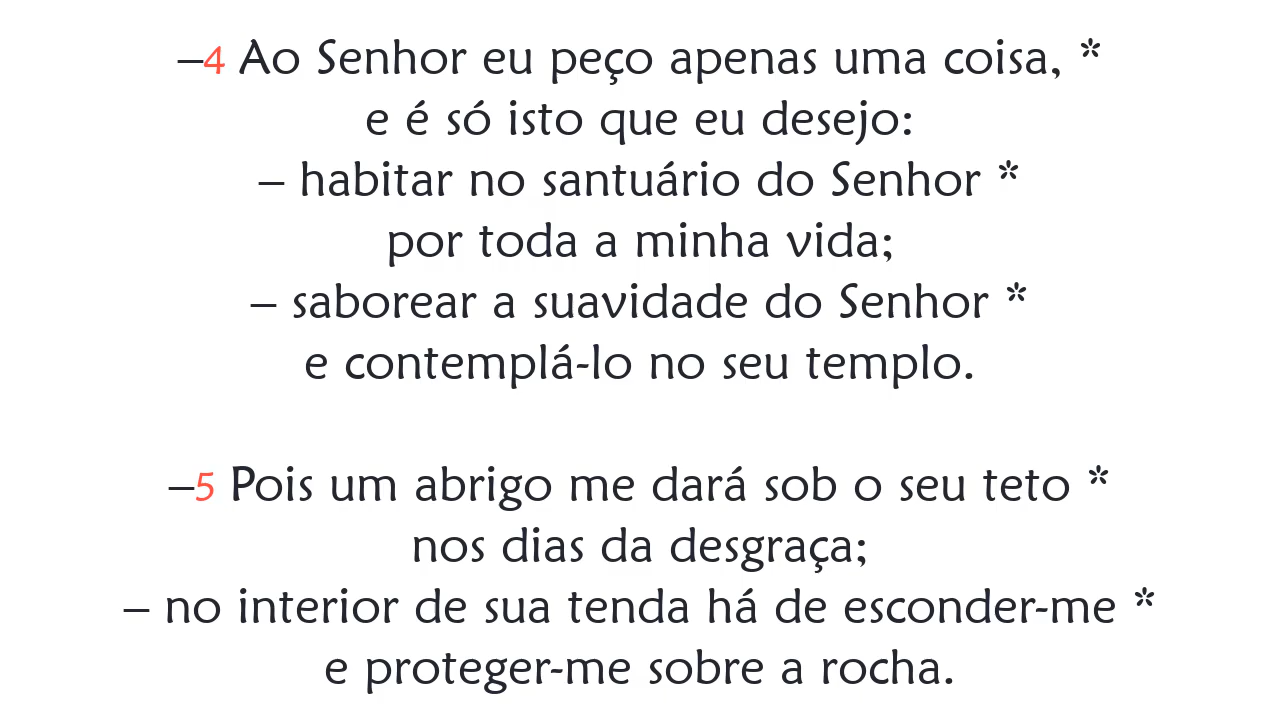 –4 Ao Senhor eu peço apenas uma coisa, *
e é só isto que eu desejo:
– habitar no santuário do Senhor *
por toda a minha vida;
– saborear a suavidade do Senhor *
e contemplá-lo no seu templo.
–5 Pois um abrigo me dará sob o seu teto *
nos dias da desgraça;
– no interior de sua tenda há de esconder-me *
e proteger-me sobre a rocha.